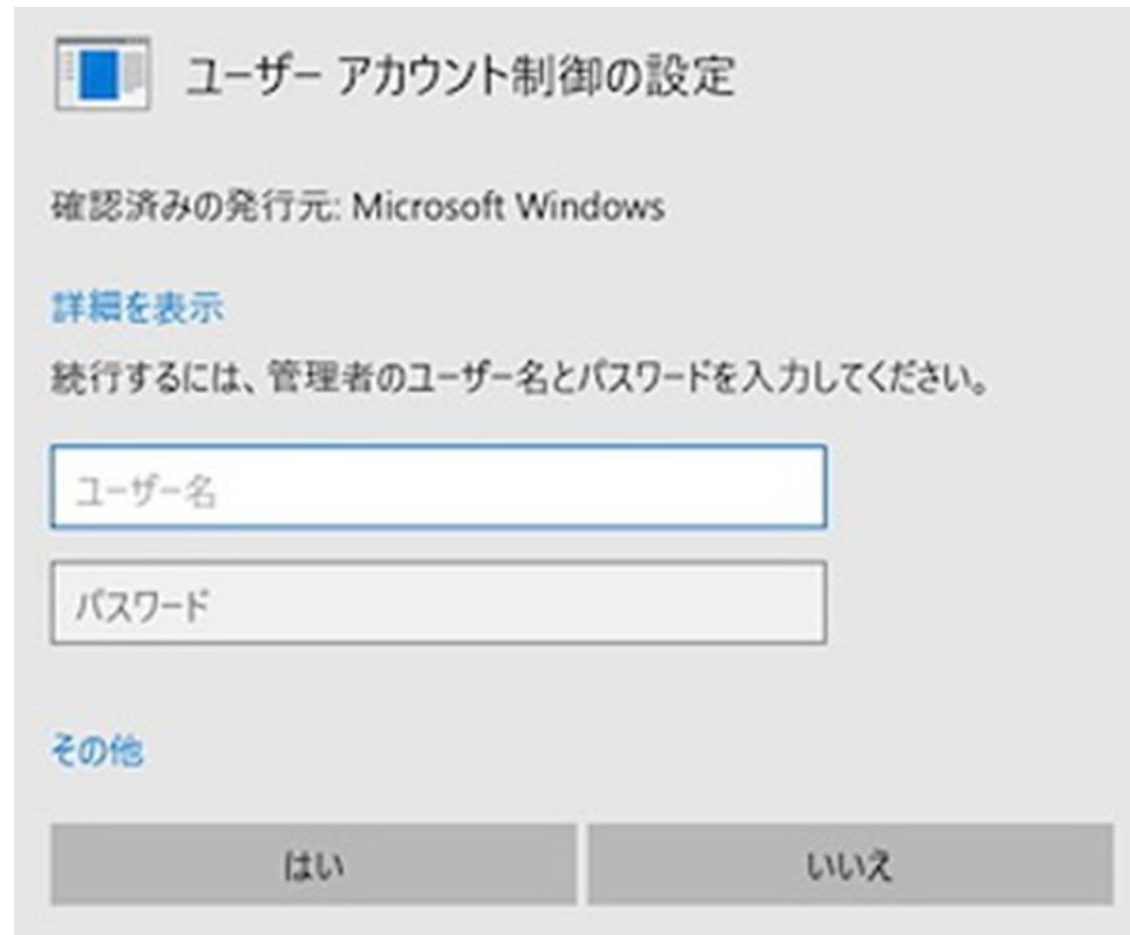 ユーザー アカウント制御の設定
確認済みの発行元: Microsoft Windows
詳細を表示
続行するには、管理者のユーザー名とパスワードを入力してください。
ユーザー名
パスワード
その他
はい
いいえ